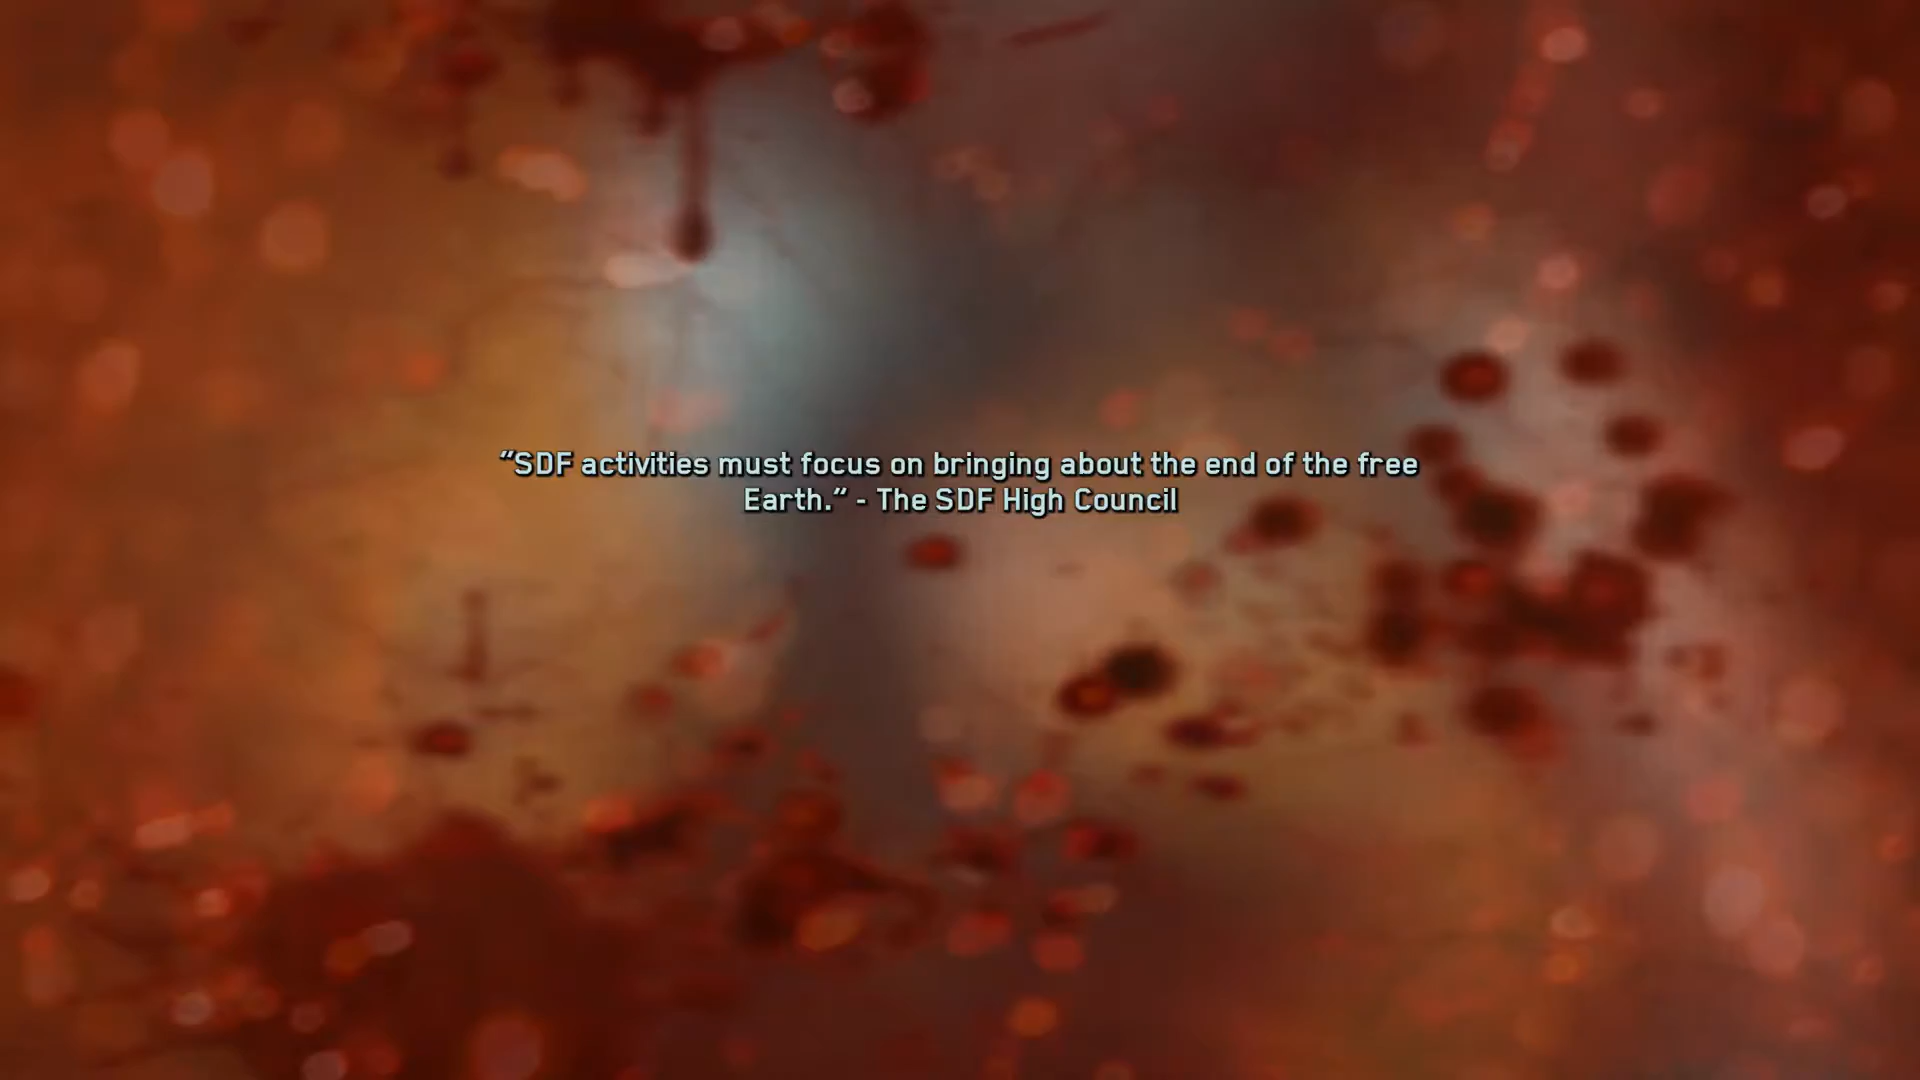 “SDF activities must focus on bringing about the end of the free
Earth.” - The SDF High Council